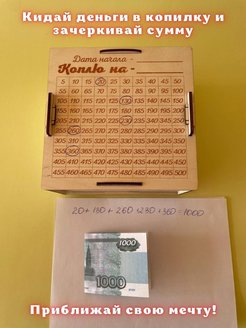 Кидай деньги в копилку и
зачеркивай сумму
Дата начала -
Коплю на -
5 10 15 20 25 30 35 40 45 50
55 60 65 70 75 80 85 90 95 100
105 110 115 120 125 130 135 140 145 150
155 160 165 170 175 180 185 190 195 200
205 210 215 220 225 230 235 240 245 250
255 260 265 270 275 280 285 290 295 300
305 310 315 320 325 330 335 340 345 350
355 360 365 370 375 380 385 390 395 400
405 410 415 420 425 430 435 440 445 450
455 460 465 470 475 480 485 490 495 500
20+130+260+230+360=1000
1000
1000
Приближай свою мечту!